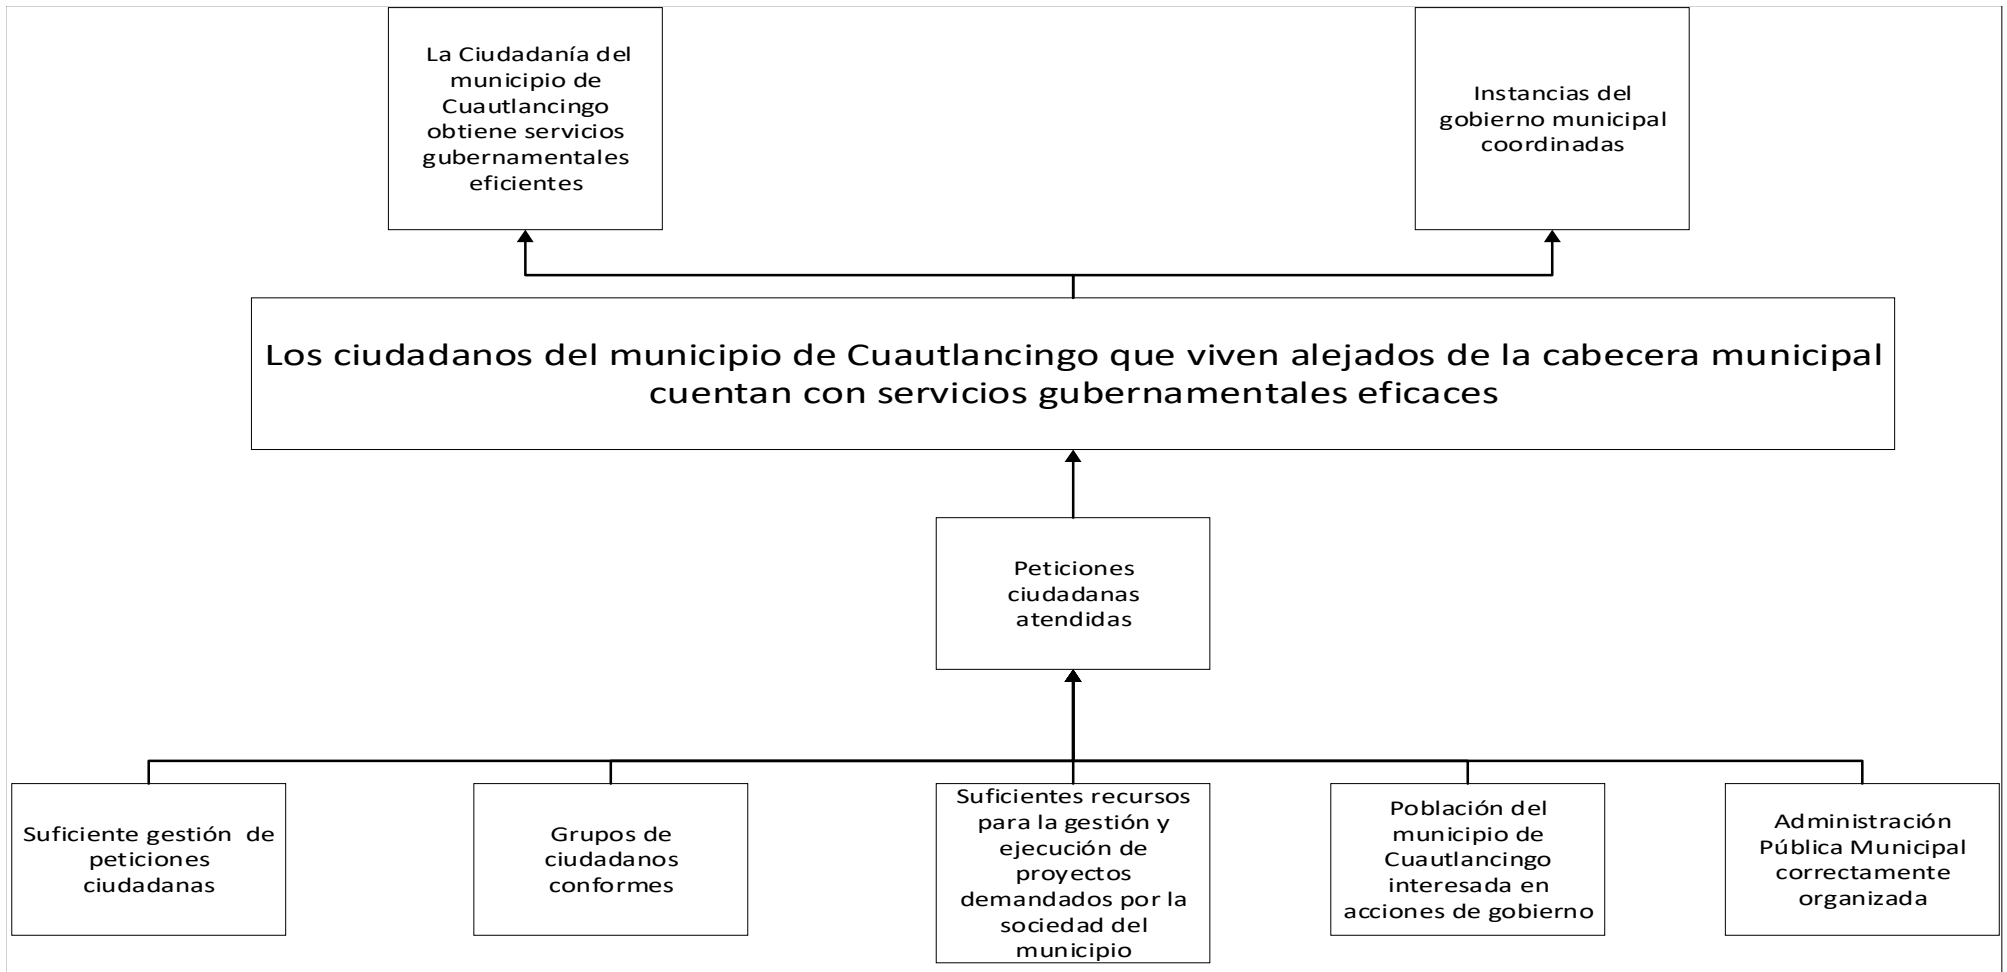 La Ciudadanía del
municipio de
Cuautlancingo
obtiene servicios
gubernamentales
eficientes
Instancias del
gobierno municipal
coordinadas
Los ciudadanos del municipio de Cuautlancingo que viven alejados de la cabecera municipal
cuentan con servicios gubernamentales eficaces
Peticiones
ciudadanas
atendidas
Suficiente gestión de
peticiones
ciudadanas
Grupos de
ciudadanos
conformes
Suficientes recursos
para la gestión y
ejecución de
proyectos
demandados por la
sociedad del
municipio
Población del
municipio de
Cuautlancingo
interesada en
acciones de gobierno
Administración
Pública Municipal
correctamente
organizada